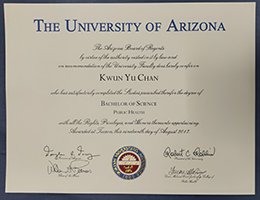 THE UNIVERSITY OF ARIZONA
The Arizona Board of Regents
by virtue of the authority vested in it by law and
on recommendation of the University Faculty does hereby confer on
KWUN YU CHAN
who has satisfactorily completed the Studies prescribed therefor the degree of
BACHELOR OF SCIENCE
PUBLIC HEALTH
with all the Rights, Privileges, and Honors thereunto appertaining.
Awarded at Tucson, this nineteenth day of August 2017.